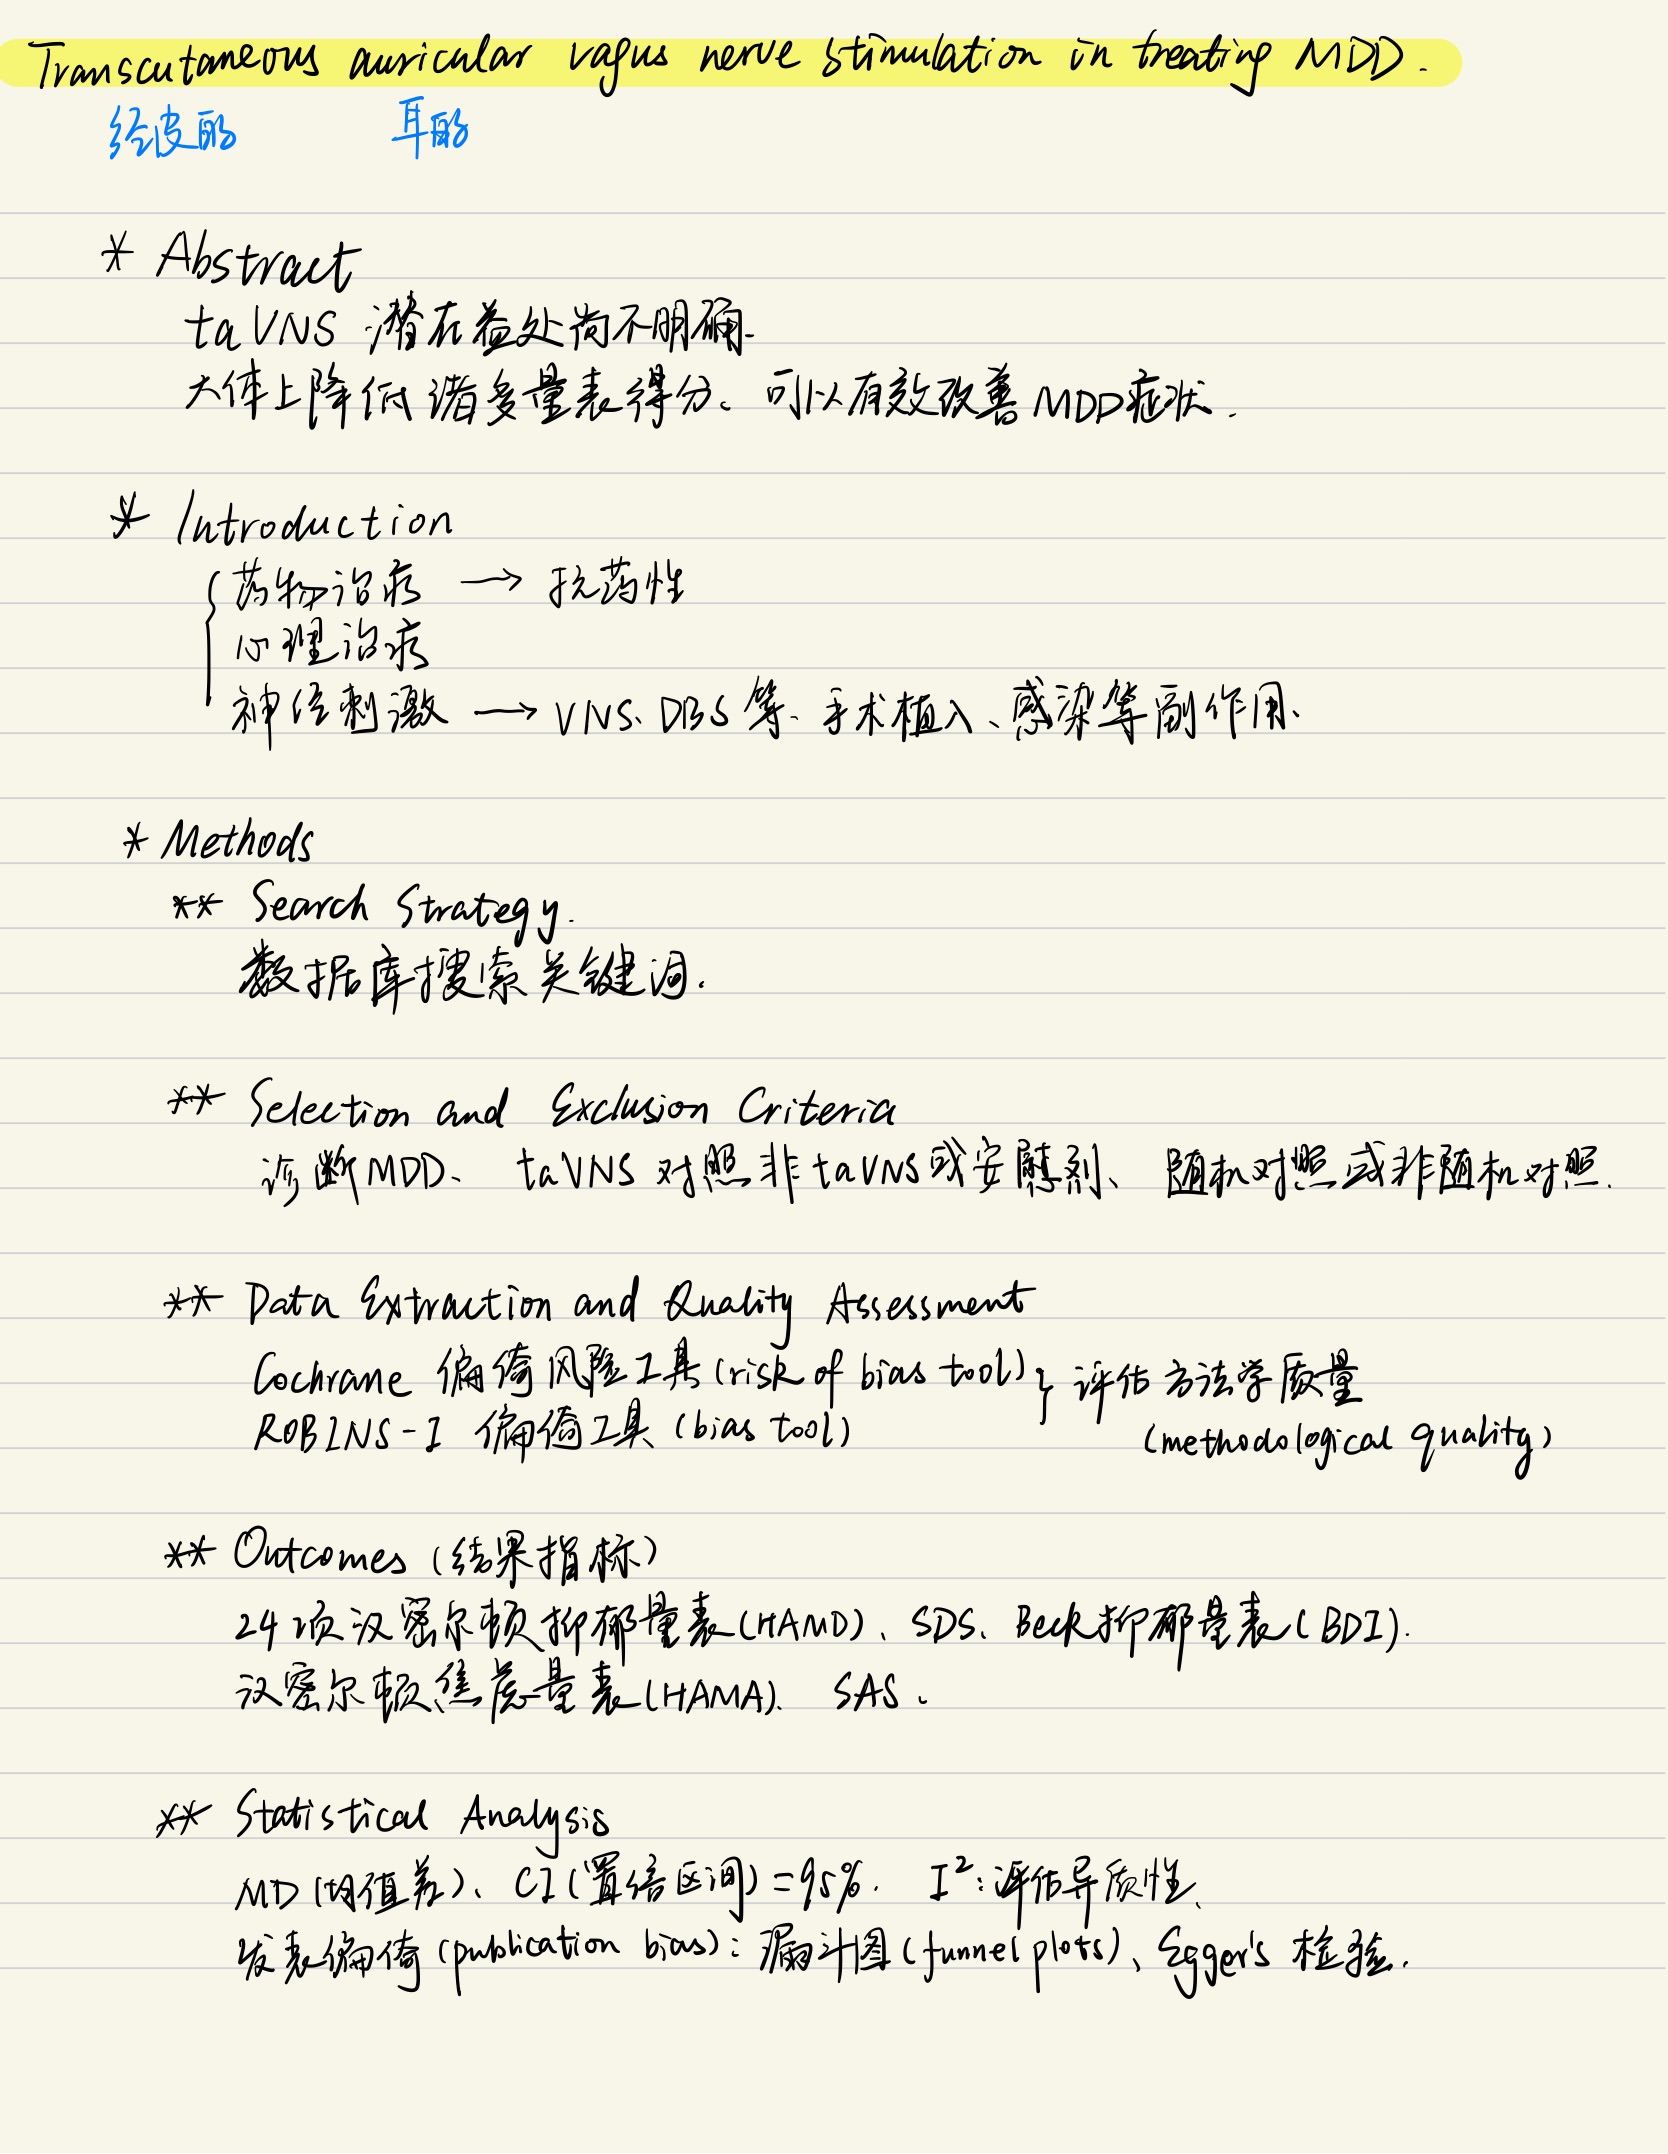 Transcutaneous auricular vagus nerve stimulation in treating MDD.
经皮的 耳的
* Abstract
taVNS 潜在益处尚不明确.
大体上降低诸多量表得分。可以有效改善MDD症状.
* Introduction
药物治疗 → 抗药性
心理治疗
神经刺激 → VNS、DBS等、手术植入、感染等副作用、
* Methods
** Search Strategy.
数据库搜索关键词.
** Selection and Exclusion Criteria
诊断MDD、 taVNS 对照非taVNS或安慰剂、 随机对照或非随机对照.
** Data Extraction and Quality Assessment
Cochrane 偏倚风险工具(risk of bias tool) } 评估方法学质量
ROBINS-I 偏倚工具(bias tool) (methodological quality)
** Outcomes (结果指标)
24项汉密尔顿抑郁量表(HAMD)、SDS、Beck抑郁量表(BDI).
汉密尔顿焦虑量表(HAMA)、 SAS。
** Statistical Analysis
MD(均值差)、CI(置信区间)=95%. I²:评估异质性、
发表偏倚(publication bias): 漏斗图(funnel plots)、Egger's 检验.